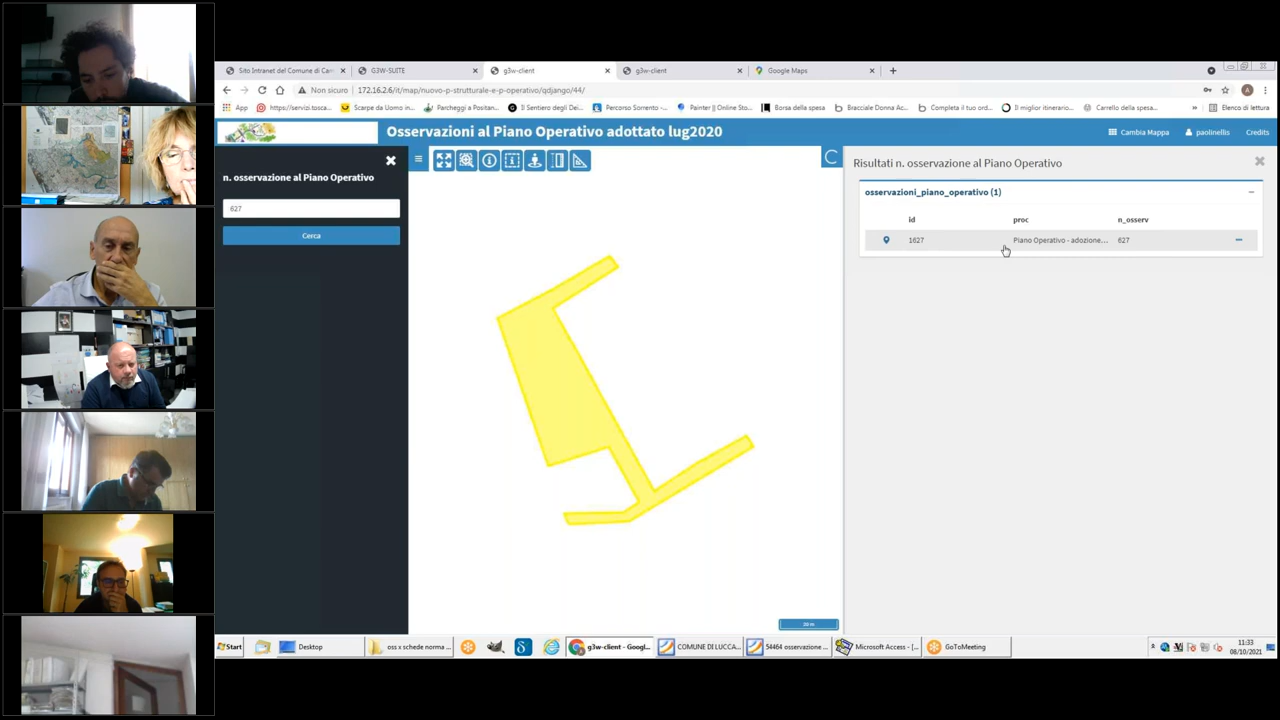 Sito Intranet del Comune di Car
G3W-SUITE
g3w-client
g3w-client
Google Maps
Non sicuro
172.16.2.6/it/map/nuovo-p-strutturale-e-p-operativo/qdjango/44/
App
https://servizi.tosca...
Scarpe da Uomo in...
Parcheggi a Positan...
Il Sentiero degli Dei...
Percorso Sorrento -...
Painter || Online Sto...
Borsa della spesa
Bracciale Donna Ac...
Completa il tuo ord...
Il miglior itinerario...
Carrello della spesa...
»
Elenco di lettura
Osservazioni al Piano Operativo adottato lug2020
Cambia Mappa
paolinellis
Credits
n. osservazione al Piano Operativo
627
Cerca
Risultati n. osservazione al Piano Operativo
osservazioni_piano_operativo (1)
id proc n_osserv
1627 Piano Operativo - adozione... 627
20 m
Start
Desktop
oss x schede norma ...
g3w-client - Googl...
COMUNE DI LUCCA...
54464 osservazione ...
Microsoft Access - [...
GoToMeeting
11:33
08/10/2021